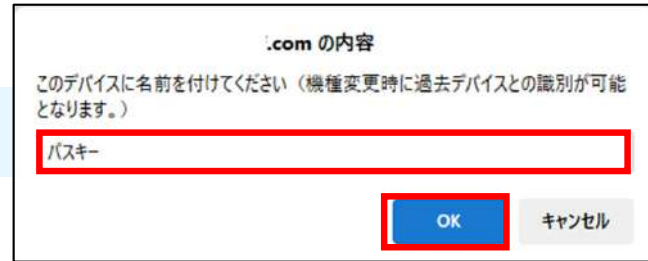 .com の内容
このデバイスに名前を付けてください（機種変更時に過去デバイスとの識別が可能
となります。）
パスキー
OK キャンセル